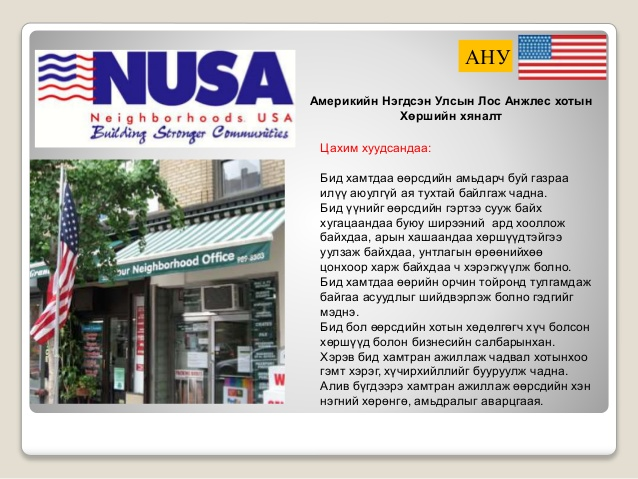 NUSA
Neighborhoods, USA
Building Stronger Communities
АНУ
Америкийн Нэгдсэн Улсын Лос Анжлес хотын
Хөршийн хяналт
Цахим хуудсандаа:
Бид хамтдаа өөрсдийн амьдарч буй газраа
илүү аюулгүй ая тухтай байлгаж чадна.
Бид үүнийг өөрсдийн гэртээ сууж байх
хугацаандаа буюу ширээний ард хооллож
байхдаа, арын хашаандаа хөршүүдтэйгээ
уулзаж байхдаа, унтлагын өрөөнийхөө
цонхоор харж байхдаа ч хэрэгжүүлж болно.
Бид хамтдаа өөрийн орчин тойронд тулгамдаж
байгаа асуудлыг шийдвэрлэж болно гэдгийг
мэднэ.
Бид бол өөрсдийн хотын хөдөлгөгч хүч болсон
хөршүүд болон бизнесийн салбарынхан.
Хэрэв бид хамтран ажиллаж чадвал хотынхоо
гэмт хэрэг, хүчирхийллийг бууруулж чадна.
Алив бүгдээрэ хамтран ажиллаж өөрсдийн хэн
нэгний хөрөнгө, амьдралыг аварцгаая.
our Neighborhood Office